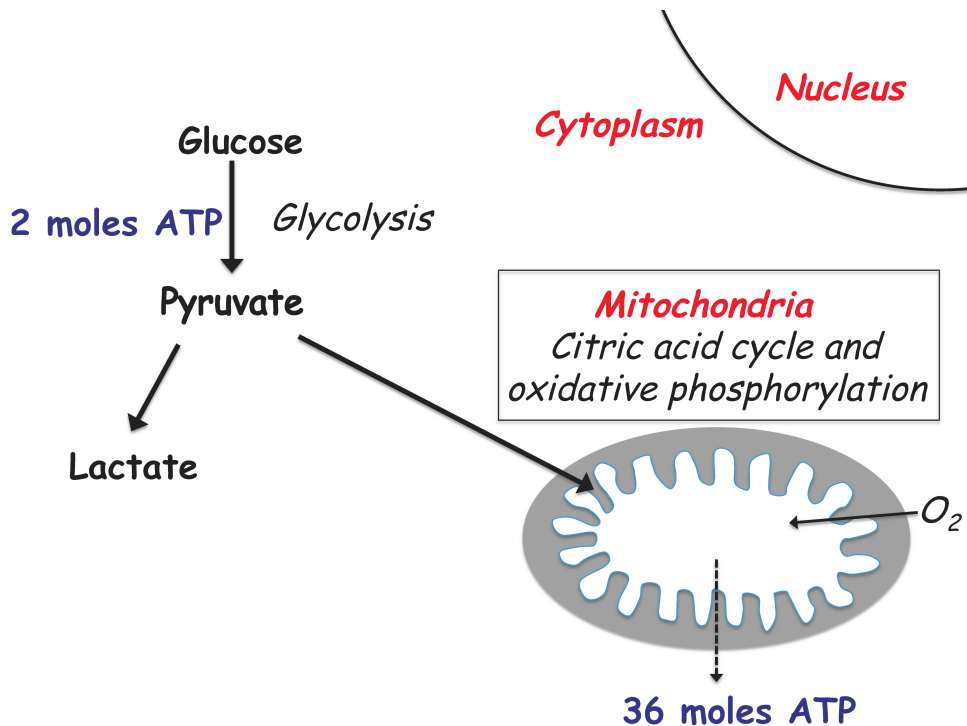 Nucleus
Cytoplasm
Glucose
2 moles ATP
Glycolysis
Pyruvate
Mitochondria
Citric acid cycle and
oxidative phosphorylation
Lactate
O₂
36 moles ATP